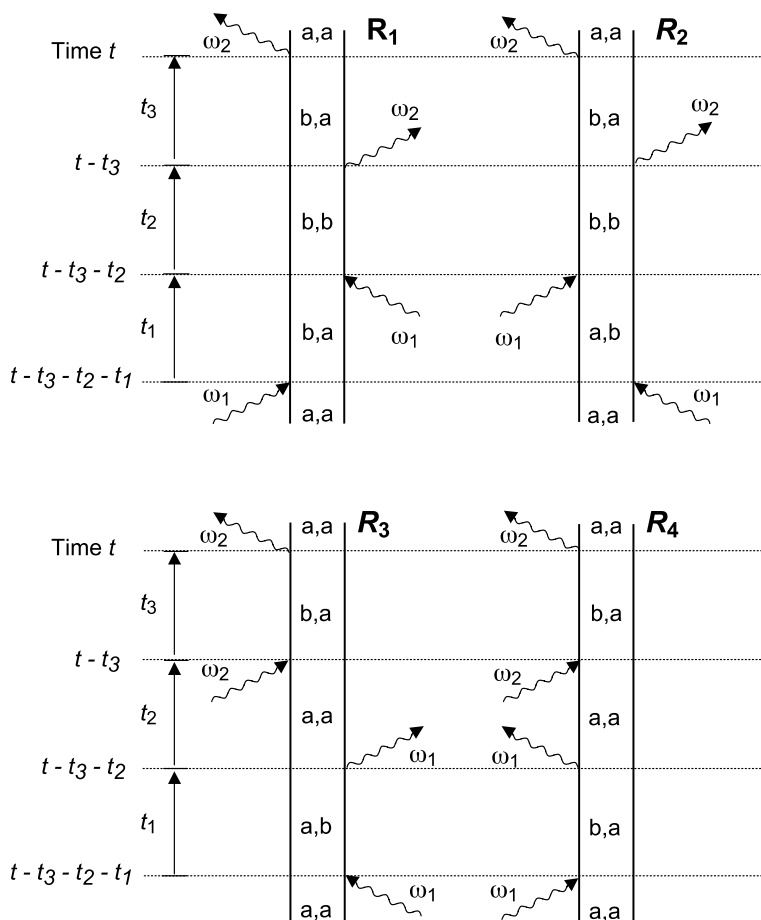 a,a R₁ a,a R₂
ω₂ ω₂
Time t
t₃ b,a ω₂ b,a ω₂
t - t₃
t₂ b,b b,b
t - t₃ - t₂
t₁ b,a ω₁ ω₁ a,b
t - t₃ - t₂ - t₁
ω₁ a,a a,a ω₁
a,a R₃ a,a R₄
Time t ω₂ ω₂
t₃ b,a b,a
t - t₃
ω₂ ω₂
t₂ a,a a,a
t - t₃ - t₂ ω₁ ω₁
t₁ a,b b,a
t - t₃ - t₂ - t₁
a,a ω₁ ω₁ a,a